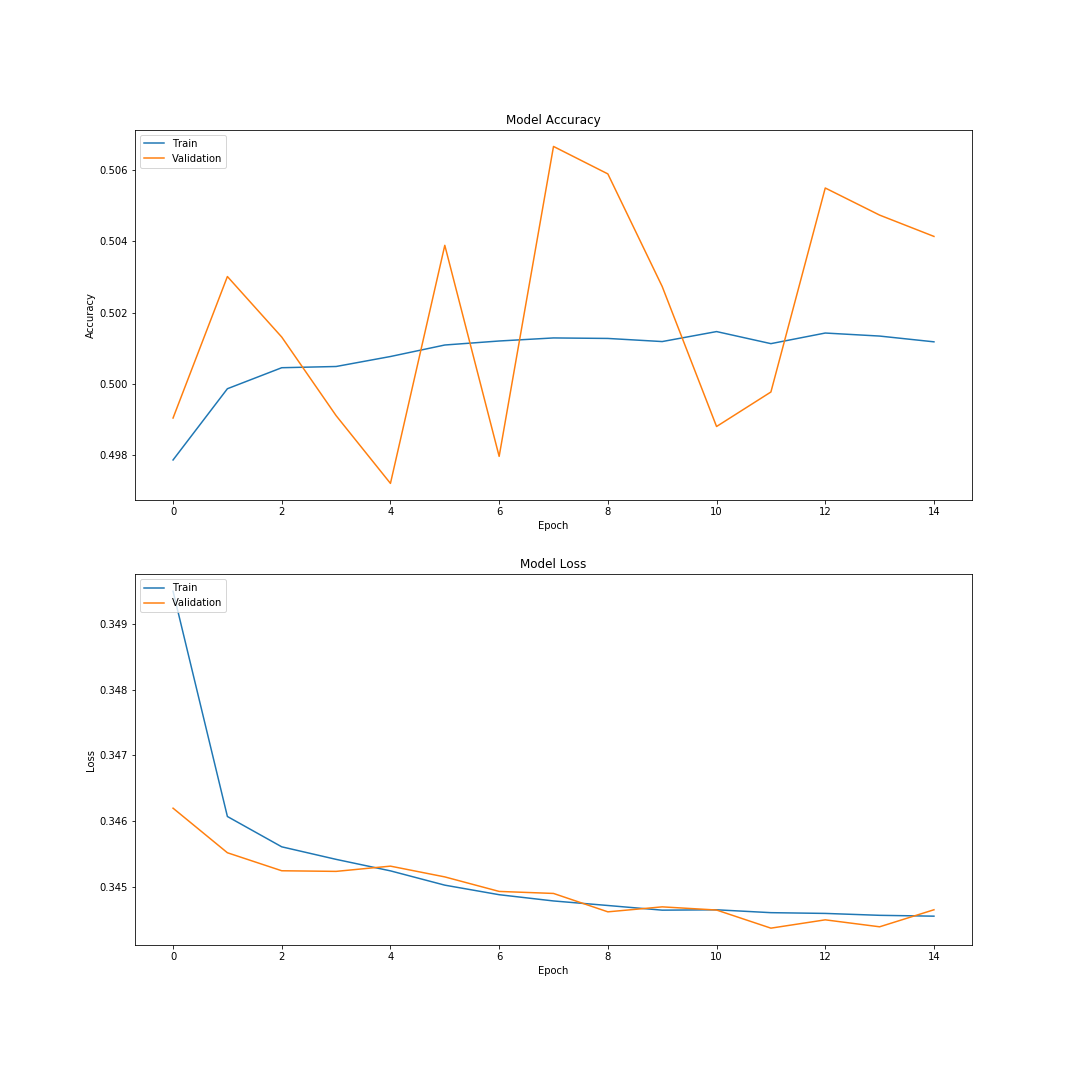 Model Accuracy
Train
Validation
0.506
0.504
0.502
0.500
0.498
Accuracy
0 2 4 6 8 10 12 14
Epoch
Model Loss
Train
Validation
0.349
0.348
0.347
0.346
0.345
Loss
0 2 4 6 8 10 12 14
Epoch